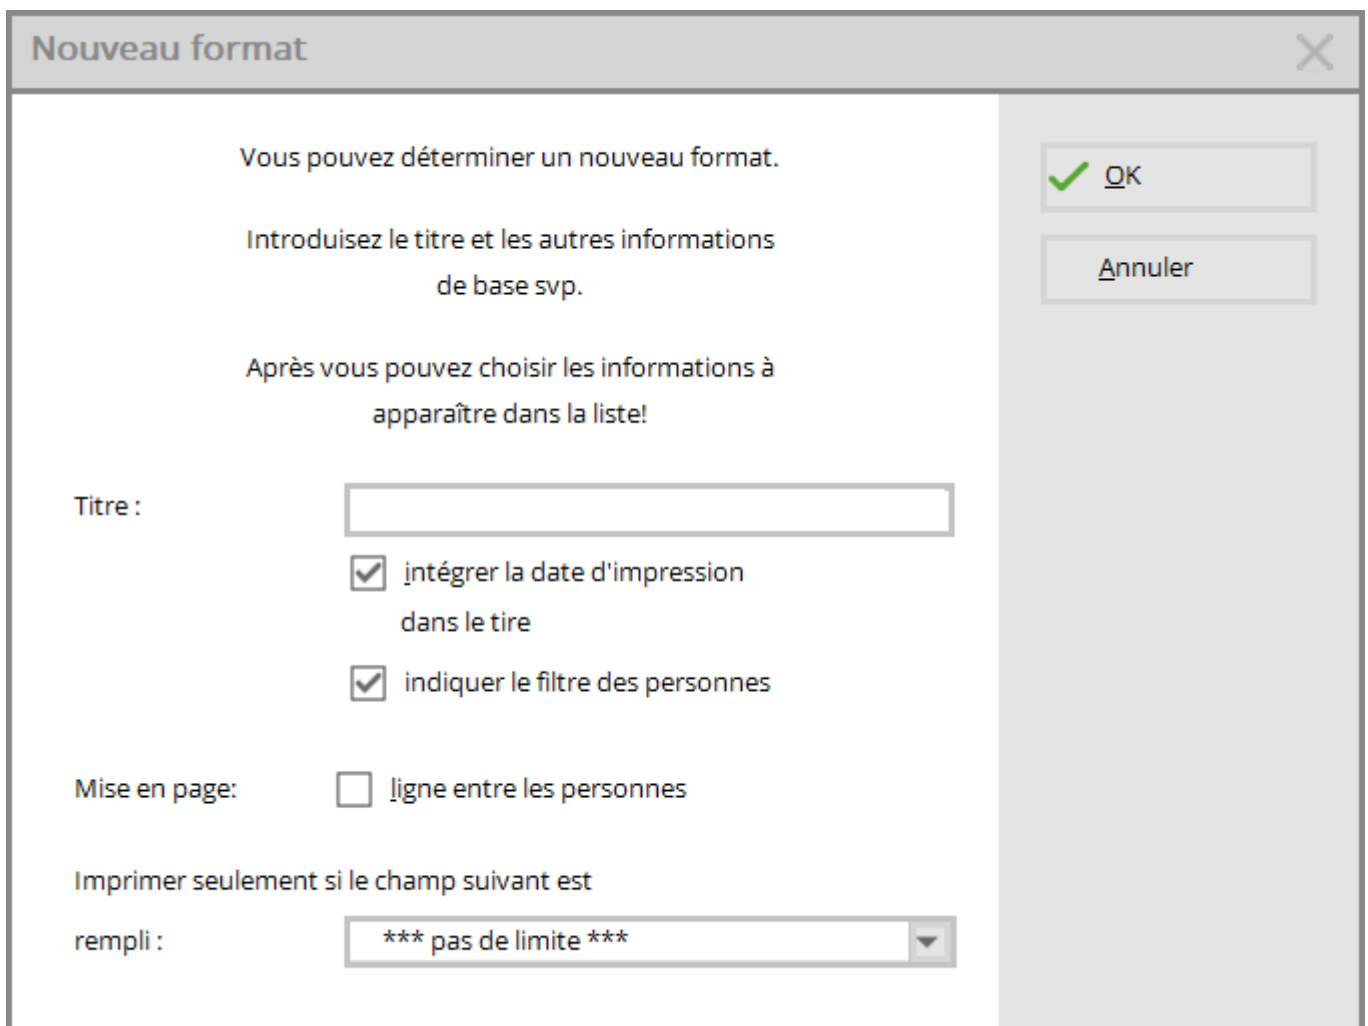 Nouveau format
Vous pouvez déterminer un nouveau format.
OK
Introduisez le titre et les autres informations
de base svp.
Annuler
Après vous pouvez choisir les informations à
apparaître dans la liste!
Titre :
intégrer la date d'impression
dans le tire
indiquer le filtre des personnes
Mise en page:
ligne entre les personnes
Imprimer seulement si le champ suivant est
rempli :
*** pas de limite ***